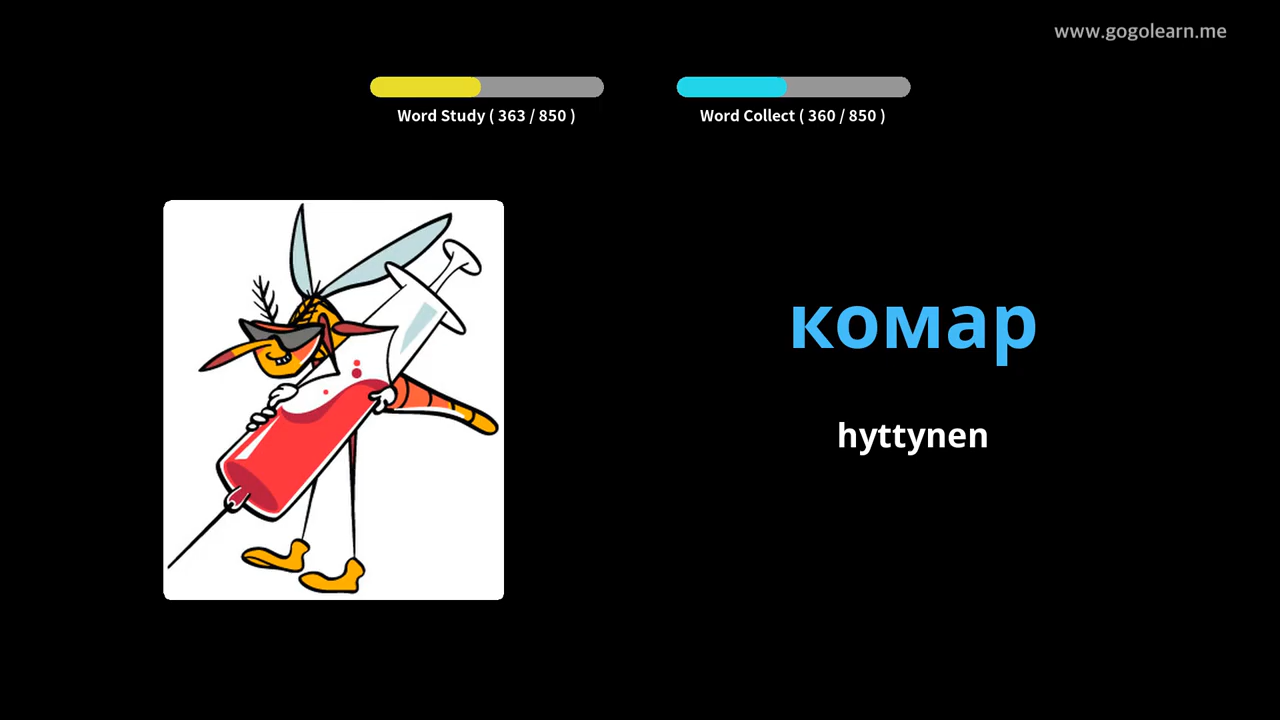 www.gogolearn.me
Word Study ( 363 / 850 )
Word Collect ( 360 / 850 )
комар
hyttynen